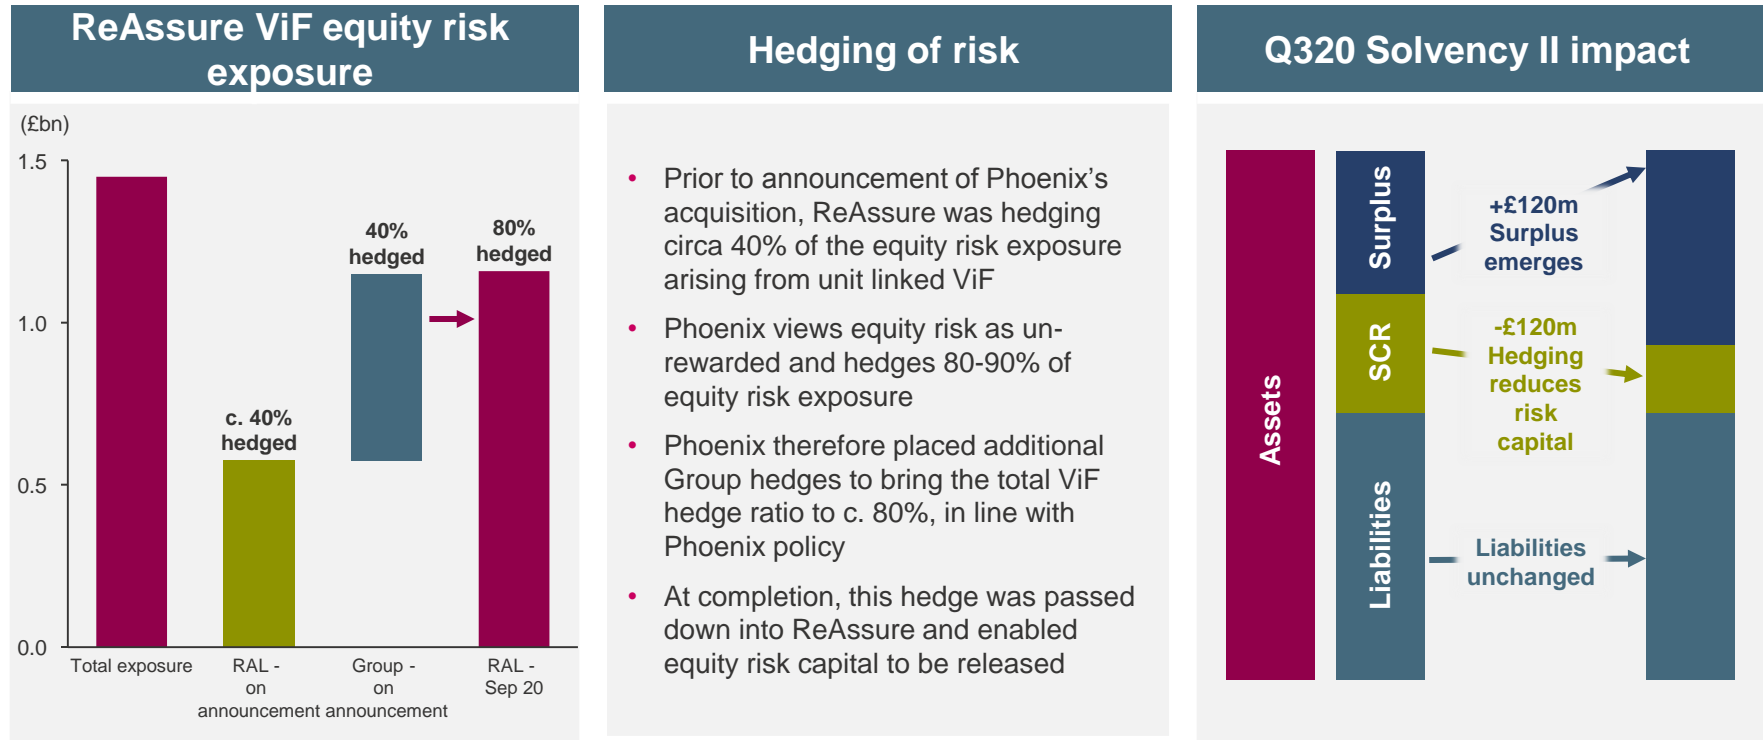 ReAssure ViF equity risk
exposure
(£bn)
1.5
1.0
0.5
0.0
c. 40%
hedged
40%
hedged
80%
hedged
Total exposure
RAL -
on
announcement
Group -
on
announcement
RAL -
Sep 20
Hedging of risk
• Prior to announcement of Phoenix’s
acquisition, ReAssure was hedging
circa 40% of the equity risk exposure
arising from unit linked ViF
• Phoenix views equity risk as un-
rewarded and hedges 80-90% of
equity risk exposure
• Phoenix therefore placed additional
Group hedges to bring the total ViF
hedge ratio to c. 80%, in line with
Phoenix policy
• At completion, this hedge was passed
down into ReAssure and enabled
equity risk capital to be released
Q320 Solvency II impact
Assets
Surplus
SCR
Liabilities
+£120m
Surplus
emerges
-£120m
Hedging
reduces
risk
capital
Liabilities
unchanged